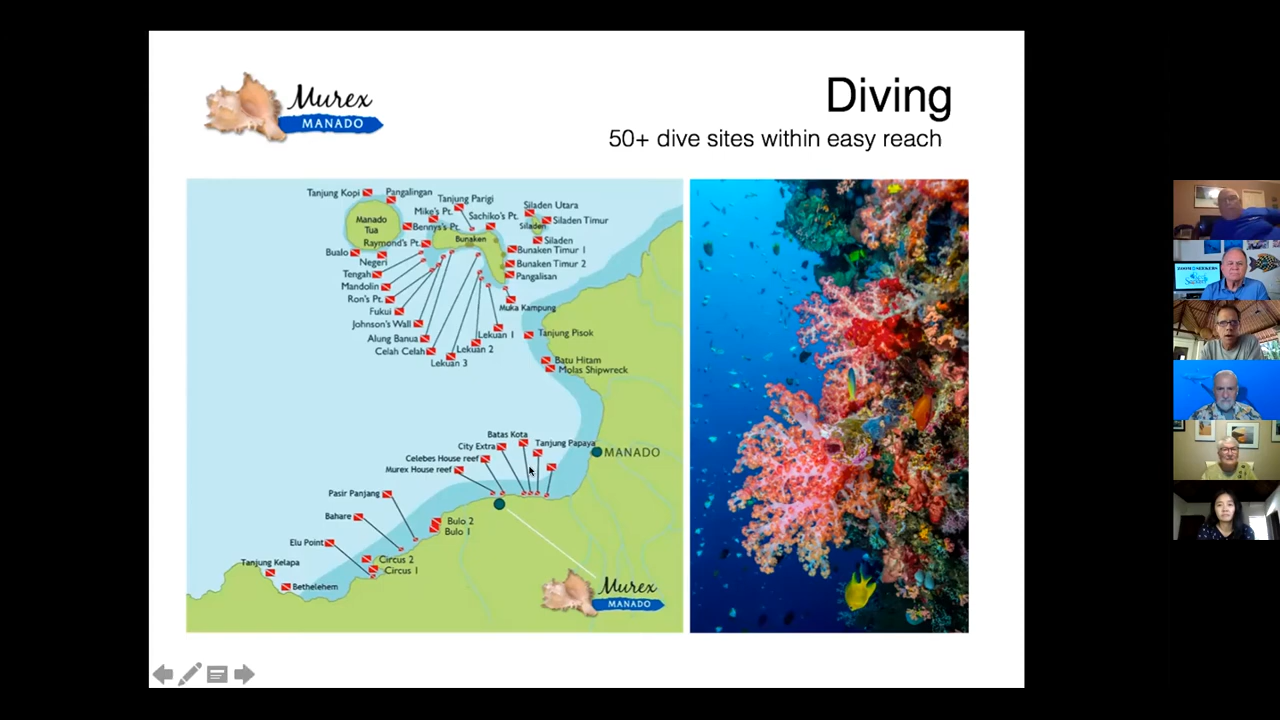 Murex
MANADO
Diving
50+ dive sites within easy reach
Tanjung Kopi
Pangalingan
Tanjung Parigi
Manado
Tua
Mike's Pt.
Sachiko's Pt.
Siladen Utara
Siladen Timur
Siladen
Bennys's Pt.
Raymond's Pt.
Bunaken
Siladen
Bualo
Negeri
Bunaken Timur 1
Bunaken Timur 2
Tengah
Pangalisan
Mandolin
Ron's Pt.
Muka Kampung
Fukui
Johnson's Wall
Lekuan 1
Tanjung Pisok
Alung Banua
Celah Celah
Lekuan 2
Lekuan 3
Batu Hitam
Molas Shipwreck
Batas Kota
City Extra
Tanjung Papaya
MANADO
Celebes House reef
Murex House reef
Pasir Panjang
Bahare
Bulo 2
Bulo 1
Elu Point
Circus 2
Circus 1
Tanjung Kelapa
Bethelehem
Murex
MANADO